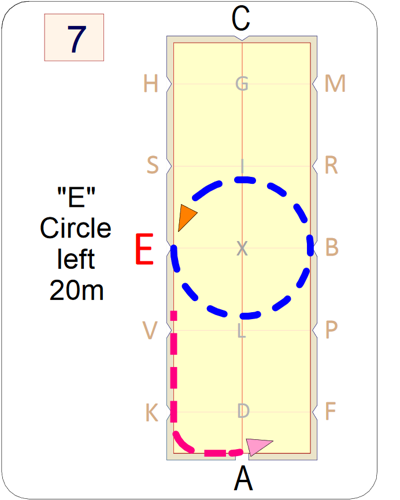 7
C
H G M
S I R
"E"
Circle
left
20m
E X B
V L P
K D F
A